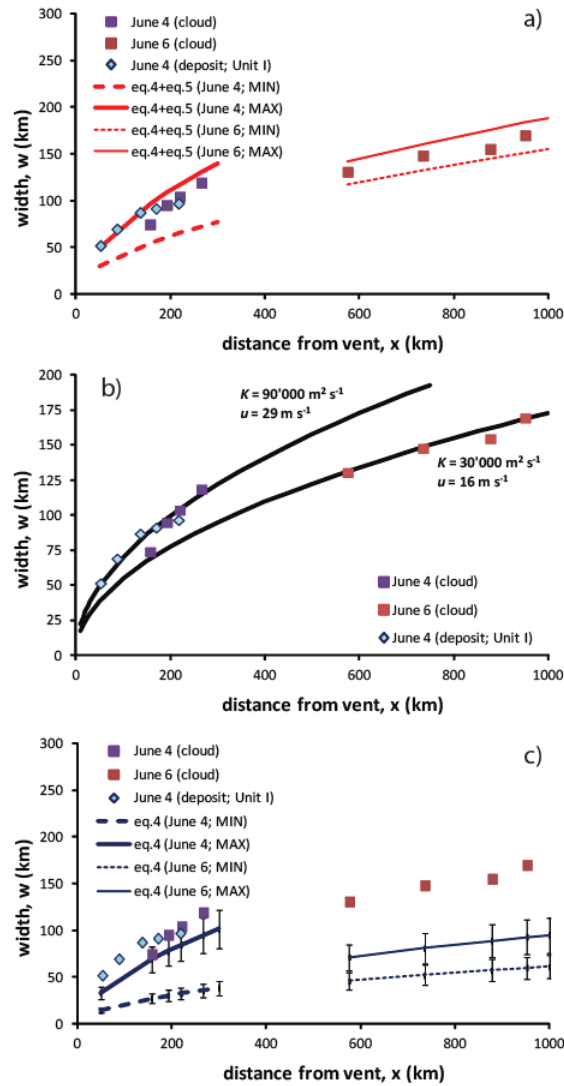 a)
June 4 (cloud)
June 6 (cloud)
June 4 (deposit; Unit I)
eq.4+eq.5 (June 4; MIN)
eq.4+eq.5 (June 4; MAX)
eq.4+eq.5 (June 6; MIN)
eq.4+eq.5 (June 6; MAX)
300
250
200
150
100
50
0
width, w (km)
0 200 400 600 800 1000
distance from vent, x (km)
b)
K = 90'000 m² s⁻¹
u = 29 m s⁻¹
K = 30'000 m² s⁻¹
u = 16 m s⁻¹
June 4 (cloud)
June 6 (cloud)
June 4 (deposit; Unit I)
200
175
150
125
100
75
50
25
0
width, w (km)
0 200 400 600 800 1000
distance from vent, x (km)
c)
June 4 (cloud)
June 6 (cloud)
June 4 (deposit; Unit I)
eq.4 (June 4; MIN)
eq.4 (June 4; MAX)
eq.4 (June 6; MIN)
eq.4 (June 6; MAX)
300
250
200
150
100
50
0
width, w (km)
0 200 400 600 800 1000
distance from vent, x (km)